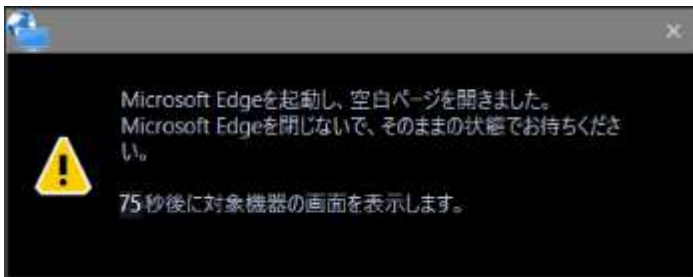 Microsoft Edgeを起動し、空白ページを開きました。
Microsoft Edgeを閉じないで、そのままの状態でお待ちくださ
い。
75秒後に対象機器の画面を表示します。